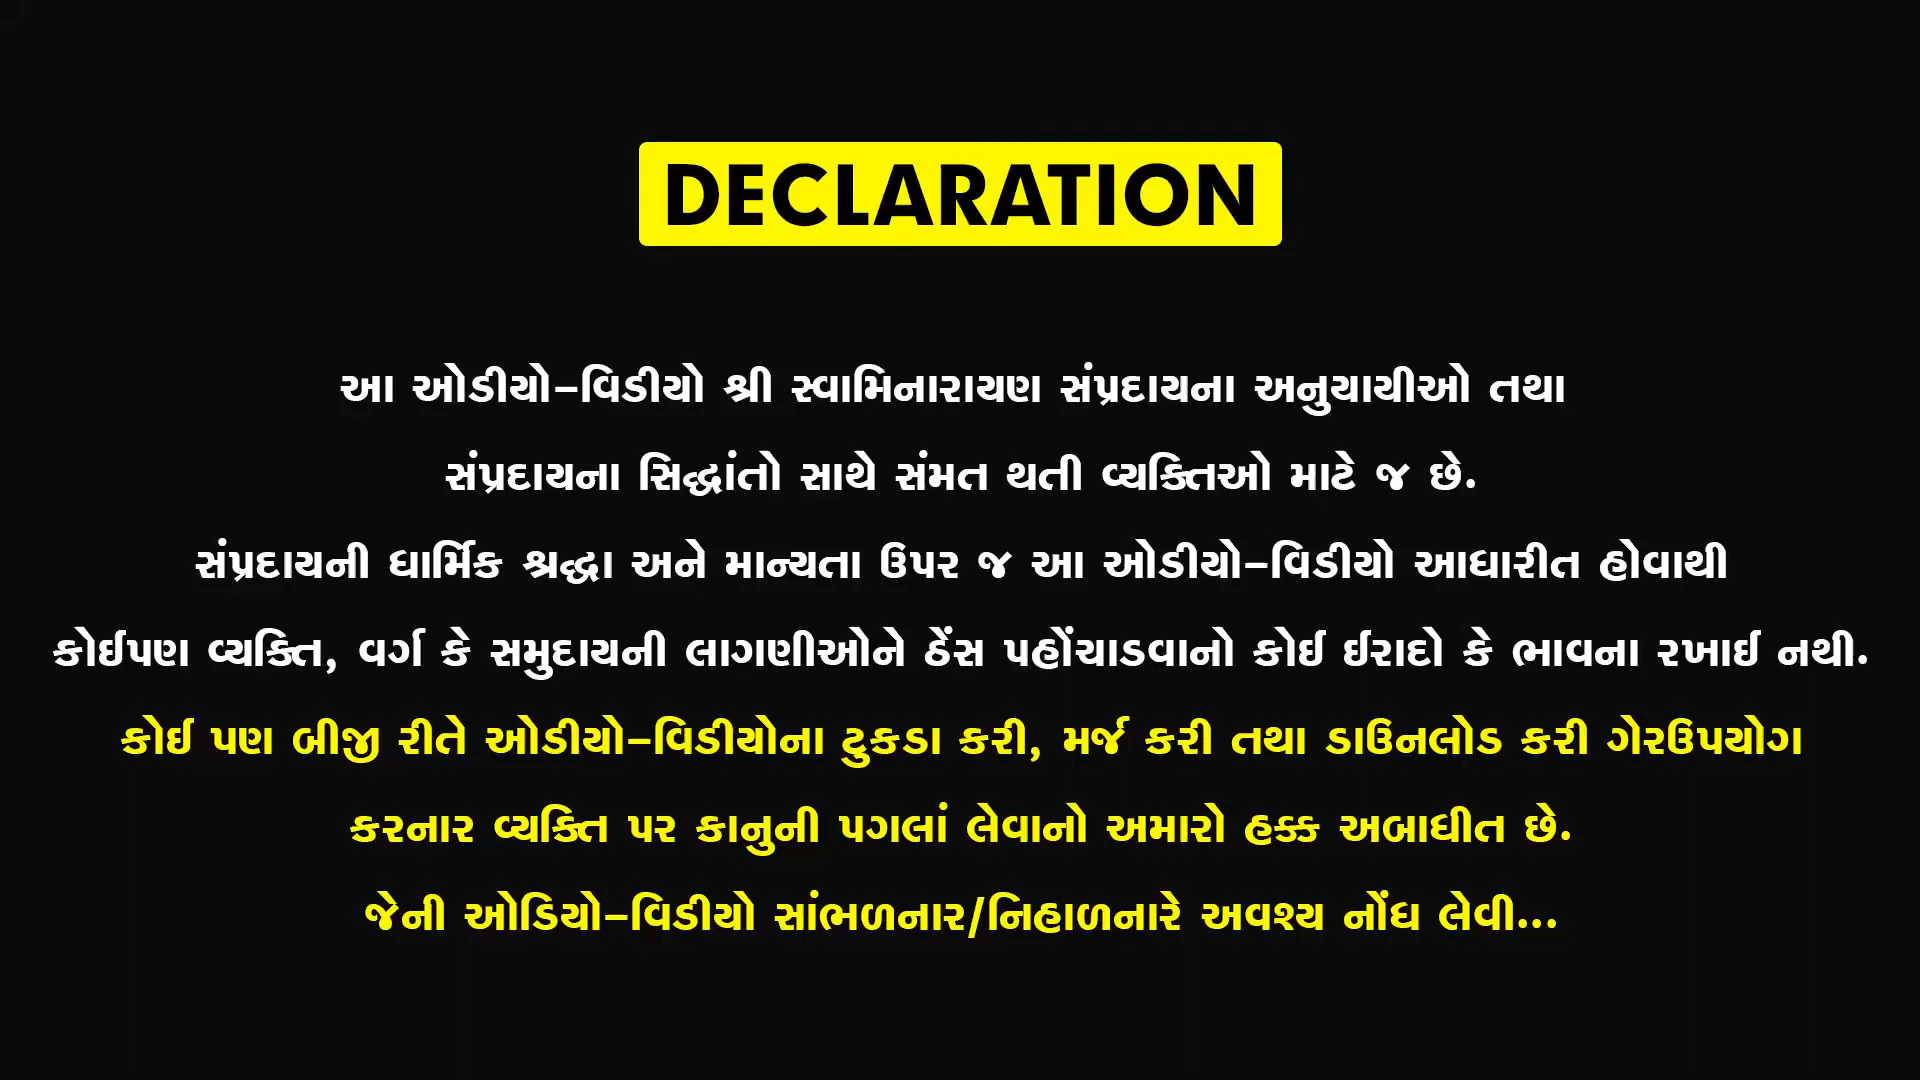 DECLARATION
આ ઓડીયો-વિડીયો શ્રી સ્વામિનારાયણ સંપ્રદાયના અનુયાયીઓ તથા
સંપ્રદાયના સિદ્ધાંતો સાથે સંમત થતી વ્યક્તિઓ માટે જ છે.
સંપ્રદાયની ધાર્મિક શ્રદ્ધા અને માન્યતા ઉપર જ આ ઓડીયો-વિડીયો આધારીત હોવાથી
કોઈપણ વ્યક્તિ, વર્ગ કે સમુદાયની લાગણીઓને ઠેંસ પહોંચાડવાનો કોઈ ઈરાદો કે ભાવના રખાઈ નથી.
કોઈ પણ બીજી રીતે ઓડીયો-વિડીયોના ટુકડા કરી, મર્જ કરી તથા ડાઉનલોડ કરી ગેરઉપયોગ
કરનાર વ્યક્તિ પર કાનુની પગલાં લેવાનો અમારો હક્ક અબાધીત છે.
જેની ઓડિયો-વિડીયો સાંભળનાર/નિહાળનારે અવશ્ય નોંધ લેવી...